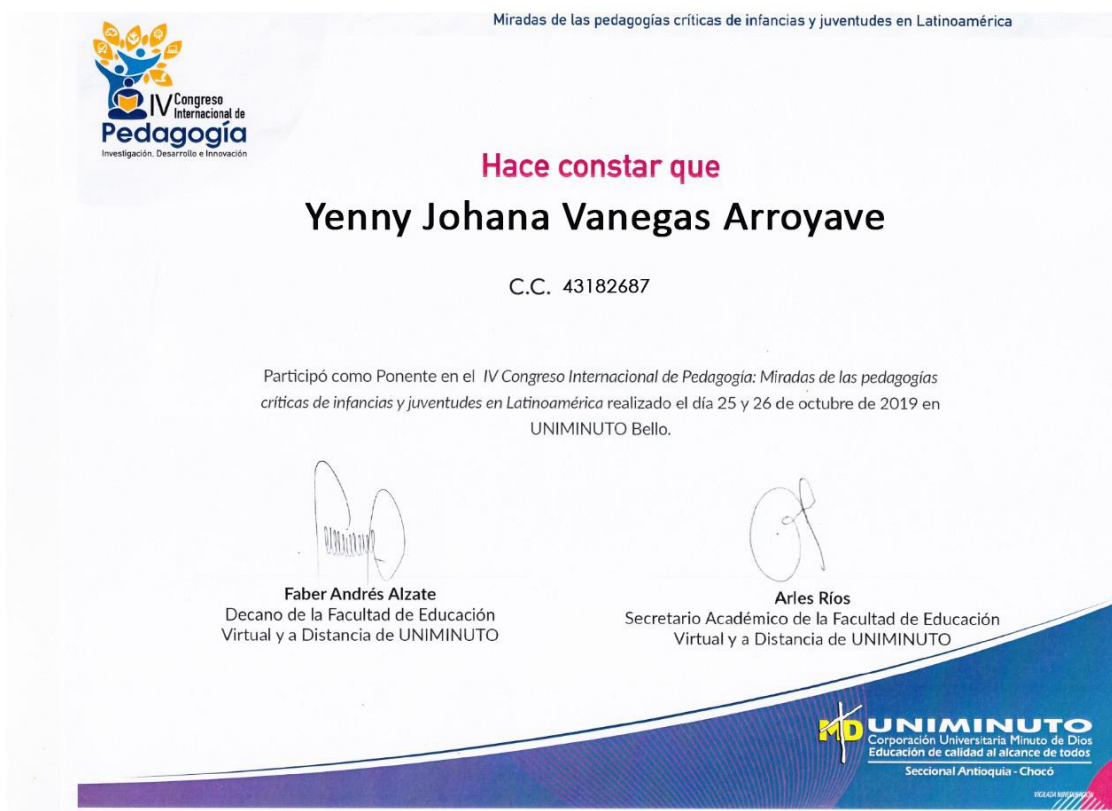 Miradas de las pedagogías críticas de infancias y juventudes en Latinoamérica
IV Congreso
Internacional de
Pedagogía
Investigación, Desarrollo e Innovación
Hace constar que
Yenny Johana Vanegas Arroyave
C.C. 43182687
Participó como Ponente en el IV Congreso Internacional de Pedagogía: Miradas de las pedagogías
críticas de infancias y juventudes en Latinoamérica realizado el día 25 y 26 de octubre de 2019 en
UNIMINUTO Bello.
Faber Andrés Alzate
Decano de la Facultad de Educación
Virtual y a Distancia de UNIMINUTO
Arles Ríos
Secretario Académico de la Facultad de Educación
Virtual y a Distancia de UNIMINUTO
MD UNIMINUTO
Corporación Universitaria Minuto de Dios
Educación de calidad al alcance de todos
Seccional Antioquia - Chocó